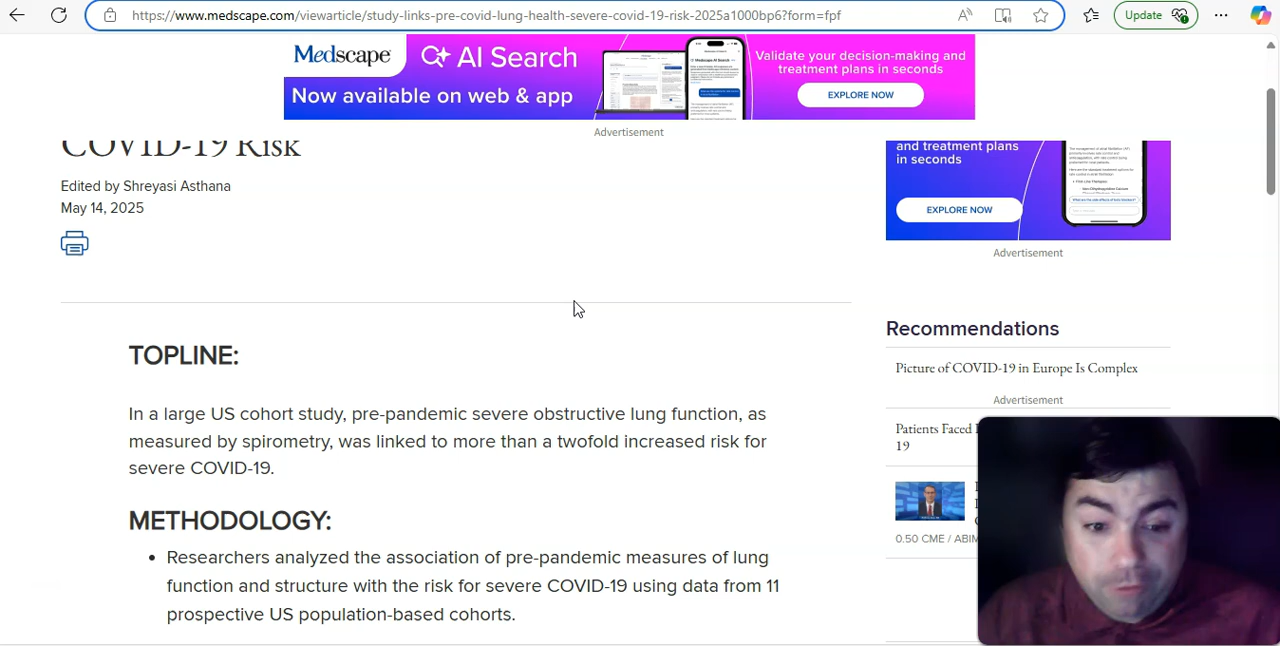 https://www.medscape.com/viewarticle/study-links-pre-covid-lung-health-severe-covid-19-risk-2025a1000bp6?form=fpf
Update
Medscape
AI Search
Now available on web & app
Validate your decision-making and
treatment plans in seconds
EXPLORE NOW
Advertisement
COVID-19 Risk
Edited by Shreyasi Asthana
May 14, 2025
and treatment plans
in seconds
EXPLORE NOW
Advertisement
TOPLINE:
In a large US cohort study, pre-pandemic severe obstructive lung function, as
measured by spirometry, was linked to more than a twofold increased risk for
severe COVID-19.
METHODOLOGY:
• Researchers analyzed the association of pre-pandemic measures of lung
function and structure with the risk for severe COVID-19 using data from 11
prospective US population-based cohorts.
Recommendations
Picture of COVID-19 in Europe Is Complex
Advertisement
Patients Faced
19
0.50 CME / ABIM